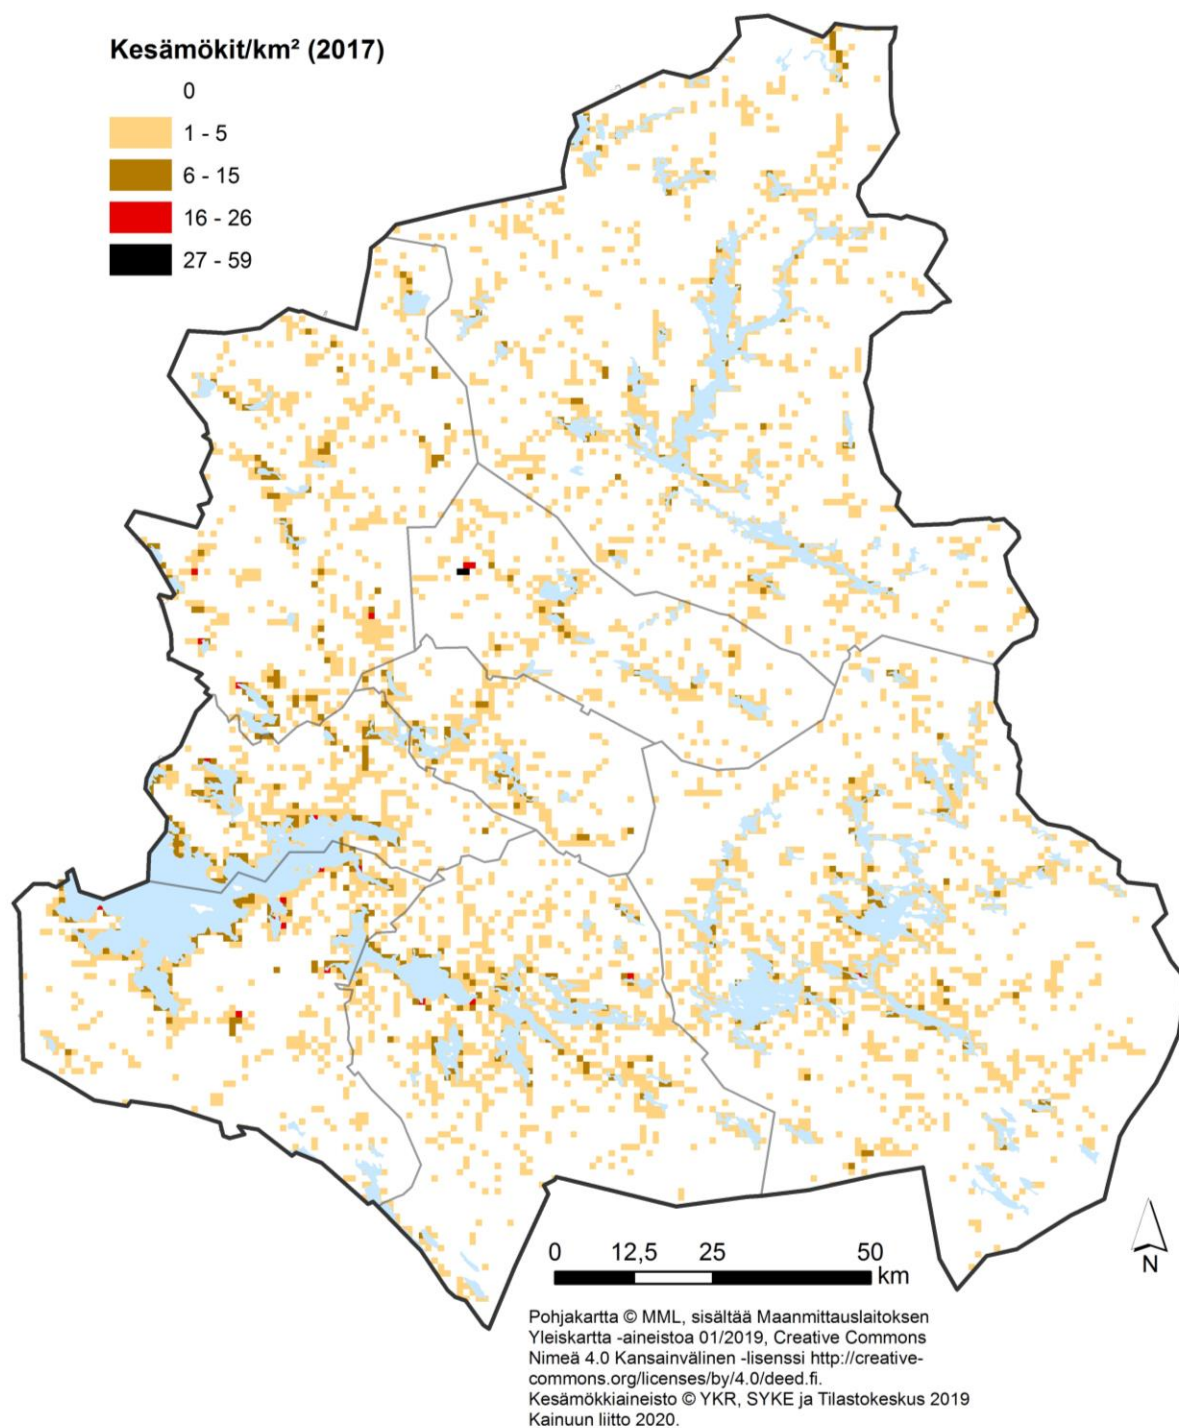 Kesämökit/km² (2017)
0
1 - 5
6 - 15
16 - 26
27 - 59
0 12,5 25 50
km
N
Pohjakartta © MML, sisältää Maanmittauslaitoksen
Yleiskartta -aineistoa 01/2019, Creative Commons
Nimeä 4.0 Kansainvälinen -lisenssi http://creative-
commons.org/licenses/by/4.0/deed.fi.
Kesämökkiaineisto © YKR, SYKE ja Tilastokeskus 2019
Kainuun liitto 2020.